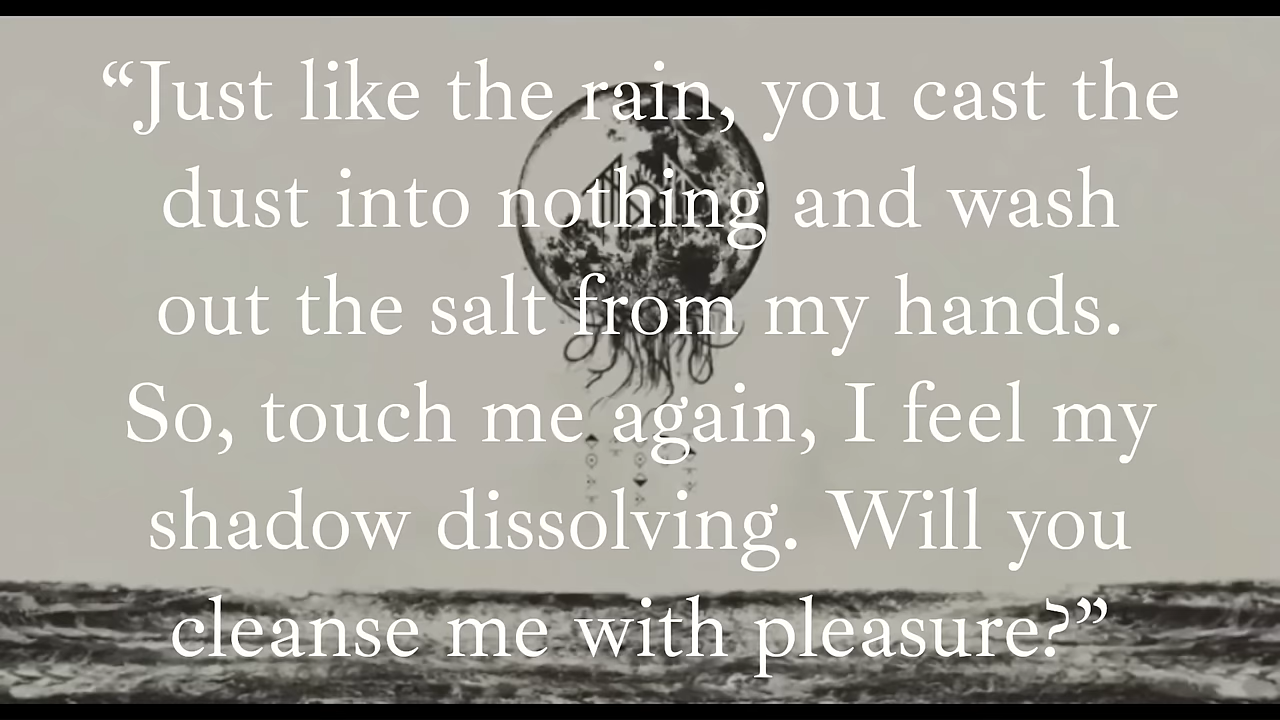 “Just like the rain, you cast the
dust into nothing and wash
out the salt from my hands.
So, touch me again, I feel my
shadow dissolving. Will you
cleanse me with pleasure?”